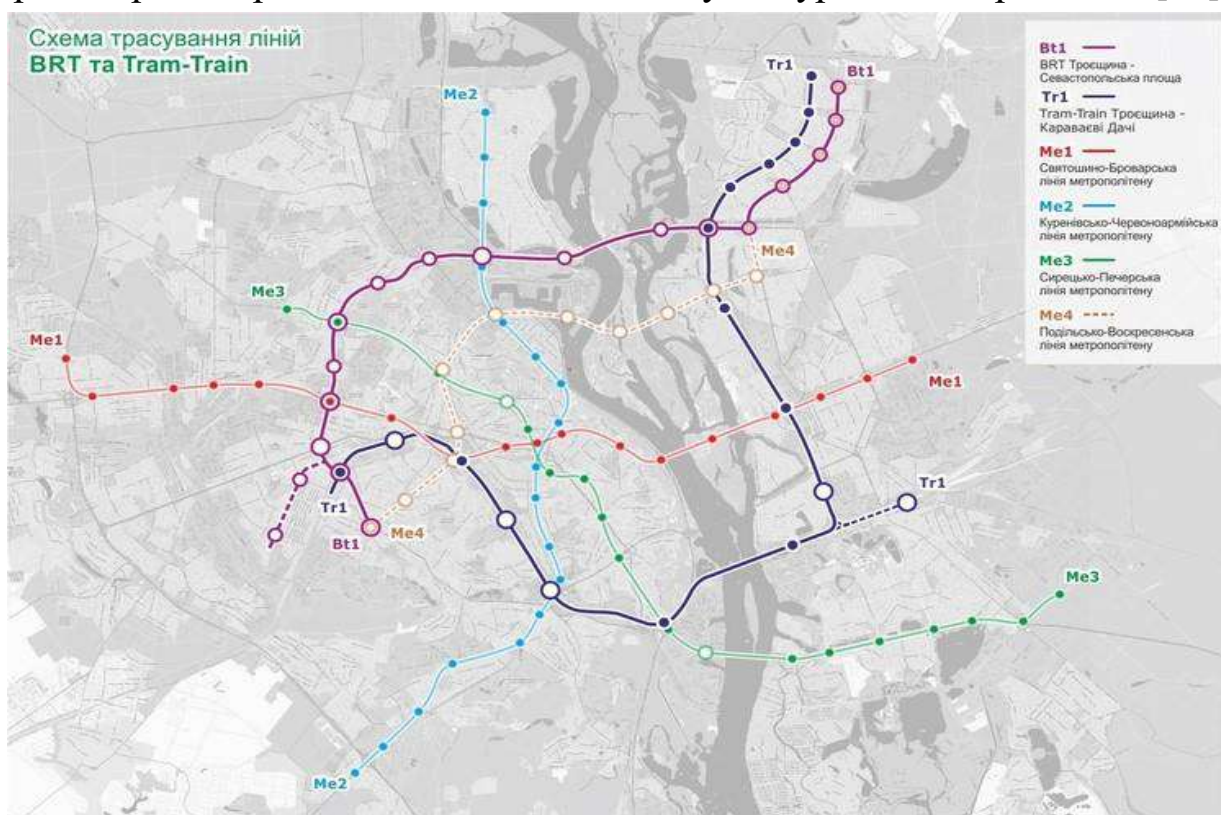 Схема трасування ліній
BRT та Tram-Train
Tr1
Bt1
Me2
Me4
Me3
Me1
Me1
Tr1
Tr1
Bt1
Me4
Me3
Me2
Bt1
BRT Троєщина -
Севастопольська площа
Tr1
Tram-Train Троєщина -
Караваєві Дачі
Me1
Святошино-Броварська
лінія метрополітену
Me2
Куренівсько-Червоноармійська
лінія метрополітену
Me3
Сирецько-Печерська
лінія метрополітену
Me4
Подільсько-Воскресенська
лінія метрополітену